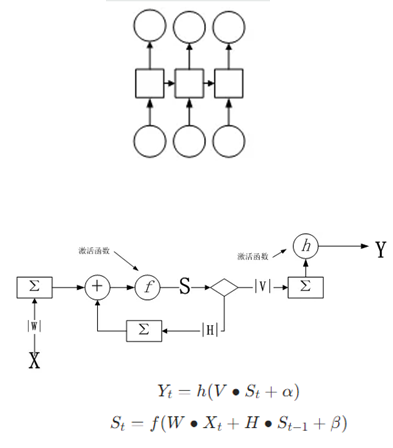 激活函数
激活函数
h
Y
Σ
+
f
S
|V|
Σ
|W|
Σ
|H|
X
Y_t = h(V • S_t + α)
S_t = f(W • X_t + H • S_{t−1} + β)